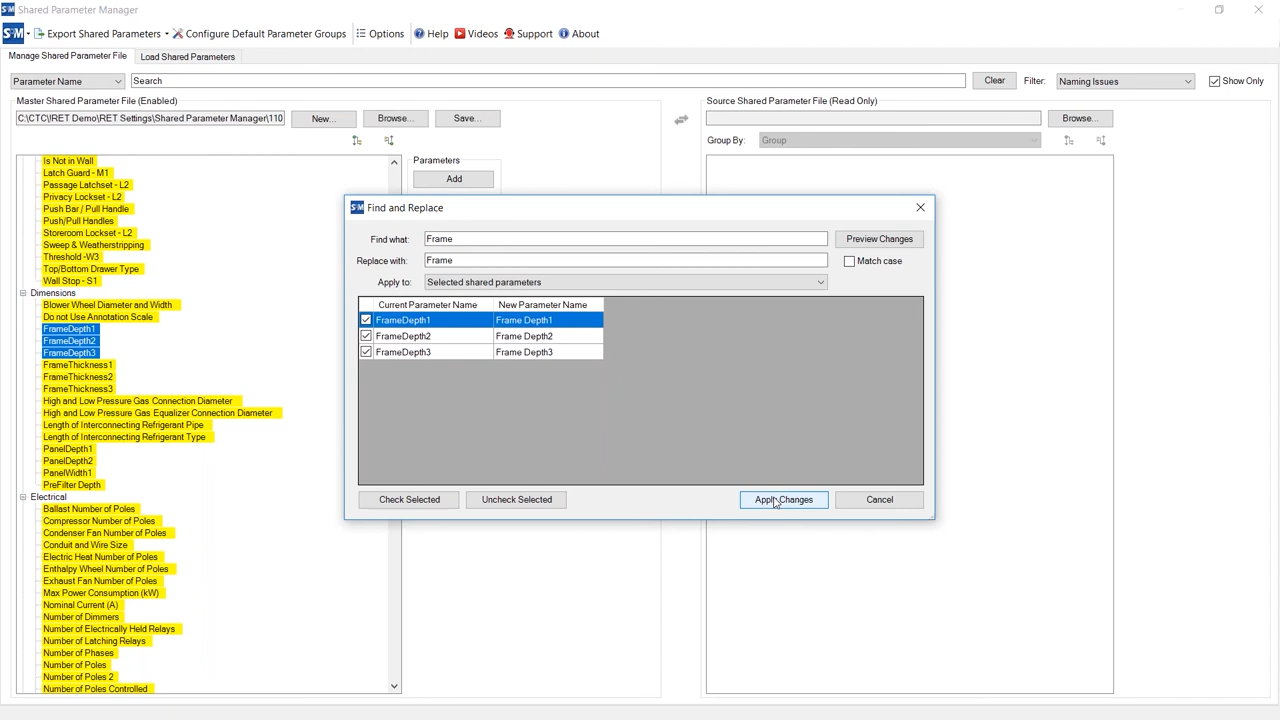 Shared Parameter Manager
SPM Export Shared Parameters Configure Default Parameter Groups Options Help Videos Support About
Manage Shared Parameter File Load Shared Parameters
Parameter Name Search Clear Filter: Naming Issues Show Only
Master Shared Parameter File (Enabled)
C:\CTC\!RET Demo\RET Settings\Shared Parameter Manager\110 New... Browse... Save...
Source Shared Parameter File (Read Only)
Browse...
Group By: Group
Is Not in Wall
Latch Guard - M1
Passage Latchset - L2
Privacy Lockset - L2
Push Bar / Pull Handle
Push/Pull Handles
Storeroom Lockset - L2
Sweep & Weatherstripping
Threshold -W3
Top/Bottom Drawer Type
Wall Stop - S1
Dimensions
Blower Wheel Diameter and Width
Do not Use Annotation Scale
FrameDepth1
FrameDepth2
FrameDepth3
FrameThickness1
FrameThickness2
FrameThickness3
High and Low Pressure Gas Connection Diameter
High and Low Pressure Gas Equalizer Connection Diameter
Length of Interconnecting Refrigerant Pipe
Length of Interconnecting Refrigerant Type
PanelDepth1
PanelDepth2
PanelWidth1
PreFilter Depth
Electrical
Ballast Number of Poles
Compressor Number of Poles
Condenser Fan Number of Poles
Conduit and Wire Size
Electric Heat Number of Poles
Enthalpy Wheel Number of Poles
Exhaust Fan Number of Poles
Max Power Consumption (kW)
Nominal Current (A)
Number of Dimmers
Number of Electrically Held Relays
Number of Latching Relays
Number of Phases
Number of Poles
Number of Poles 2
Number of Poles Controlled
Parameters
Add
Find and Replace
Find what: Frame Preview Changes
Replace with: Frame Match case
Apply to: Selected shared parameters
Current Parameter Name New Parameter Name
FrameDepth1 Frame Depth1
FrameDepth2 Frame Depth2
FrameDepth3 Frame Depth3
Check Selected Uncheck Selected Apply Changes Cancel